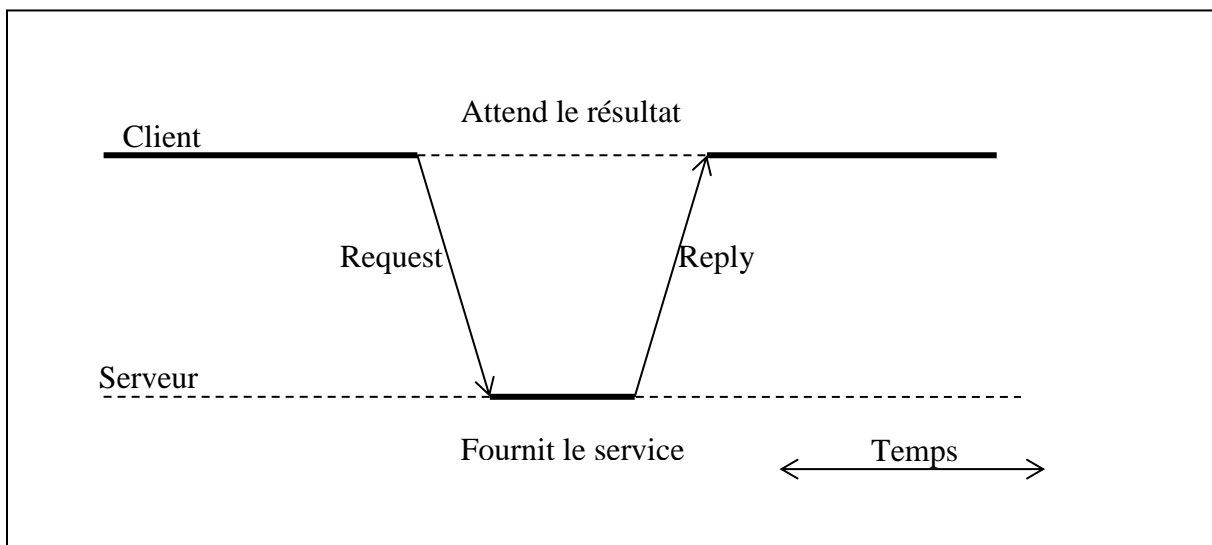 Attend le résultat
Client
Request
Reply
Serveur
Fournit le service
Temps